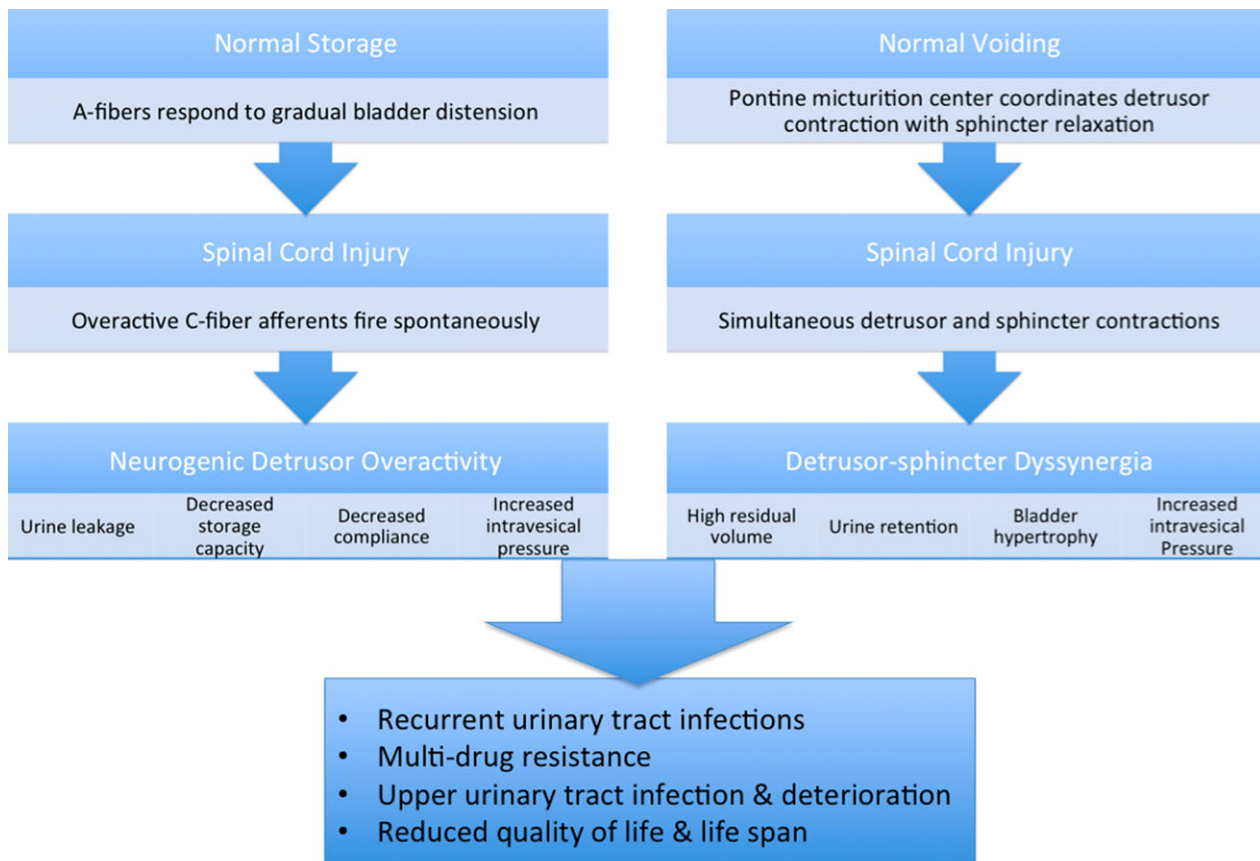 Normal Storage
A-fibers respond to gradual bladder distension
Spinal Cord Injury
Overactive C-fiber afferents fire spontaneously
Neurogenic Detrusor Overactivity
Urine leakage
Decreased
storage
capacity
Decreased
compliance
Increased
intravesical
pressure
Normal Voiding
Pontine micturition center coordinates detrusor
contraction with sphincter relaxation
Spinal Cord Injury
Simultaneous detrusor and sphincter contractions
Detrusor-sphincter Dyssynergia
High residual
volume
Urine retention
Bladder
hypertrophy
Increased
intravesical
Pressure
• Recurrent urinary tract infections
• Multi-drug resistance
• Upper urinary tract infection & deterioration
• Reduced quality of life & life span